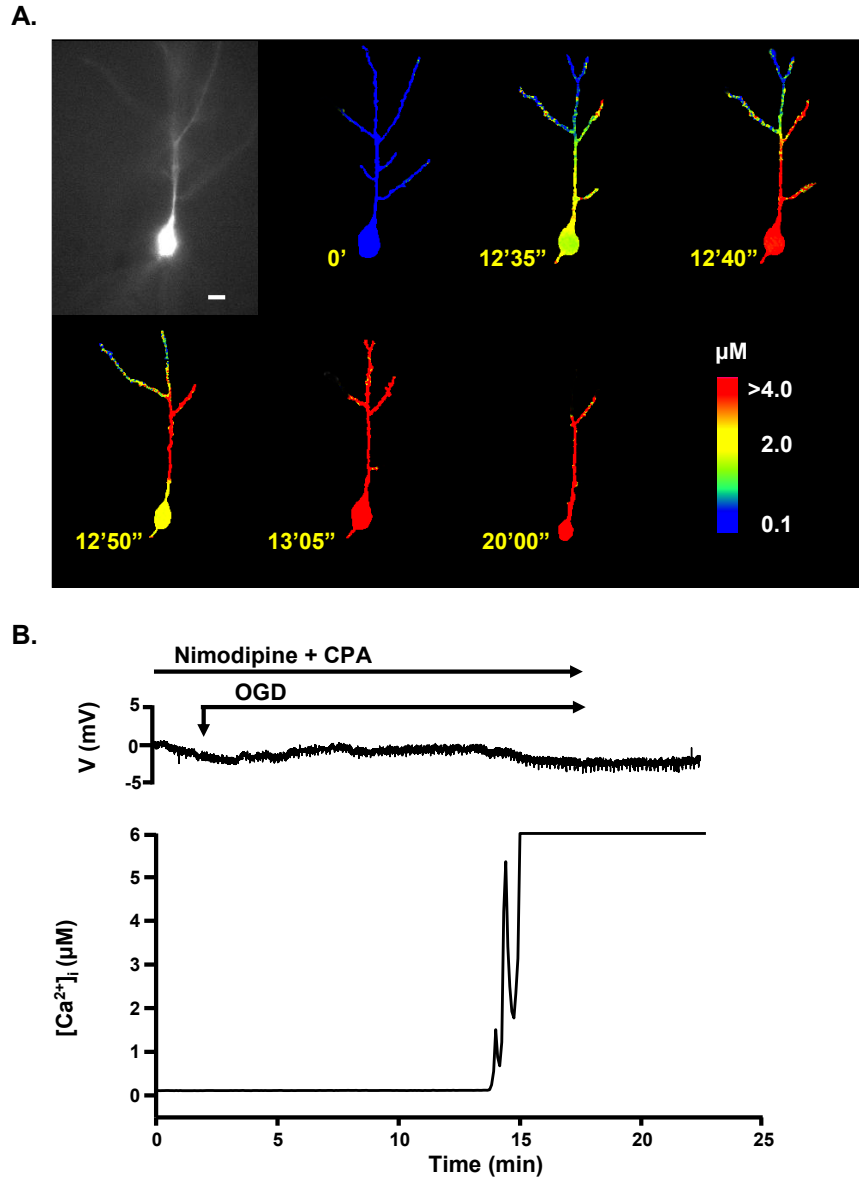 A.
0'
12'35”
12'40”
µM
>4.0
2.0
0.1
12'50”
13'05”
20'00”
B.
Nimodipine + CPA
OGD
V (mV)
5
0
-5
[Ca²⁺]ᵢ (µM)
6
5
4
3
2
1
0
0 5 10 15 20 25
Time (min)